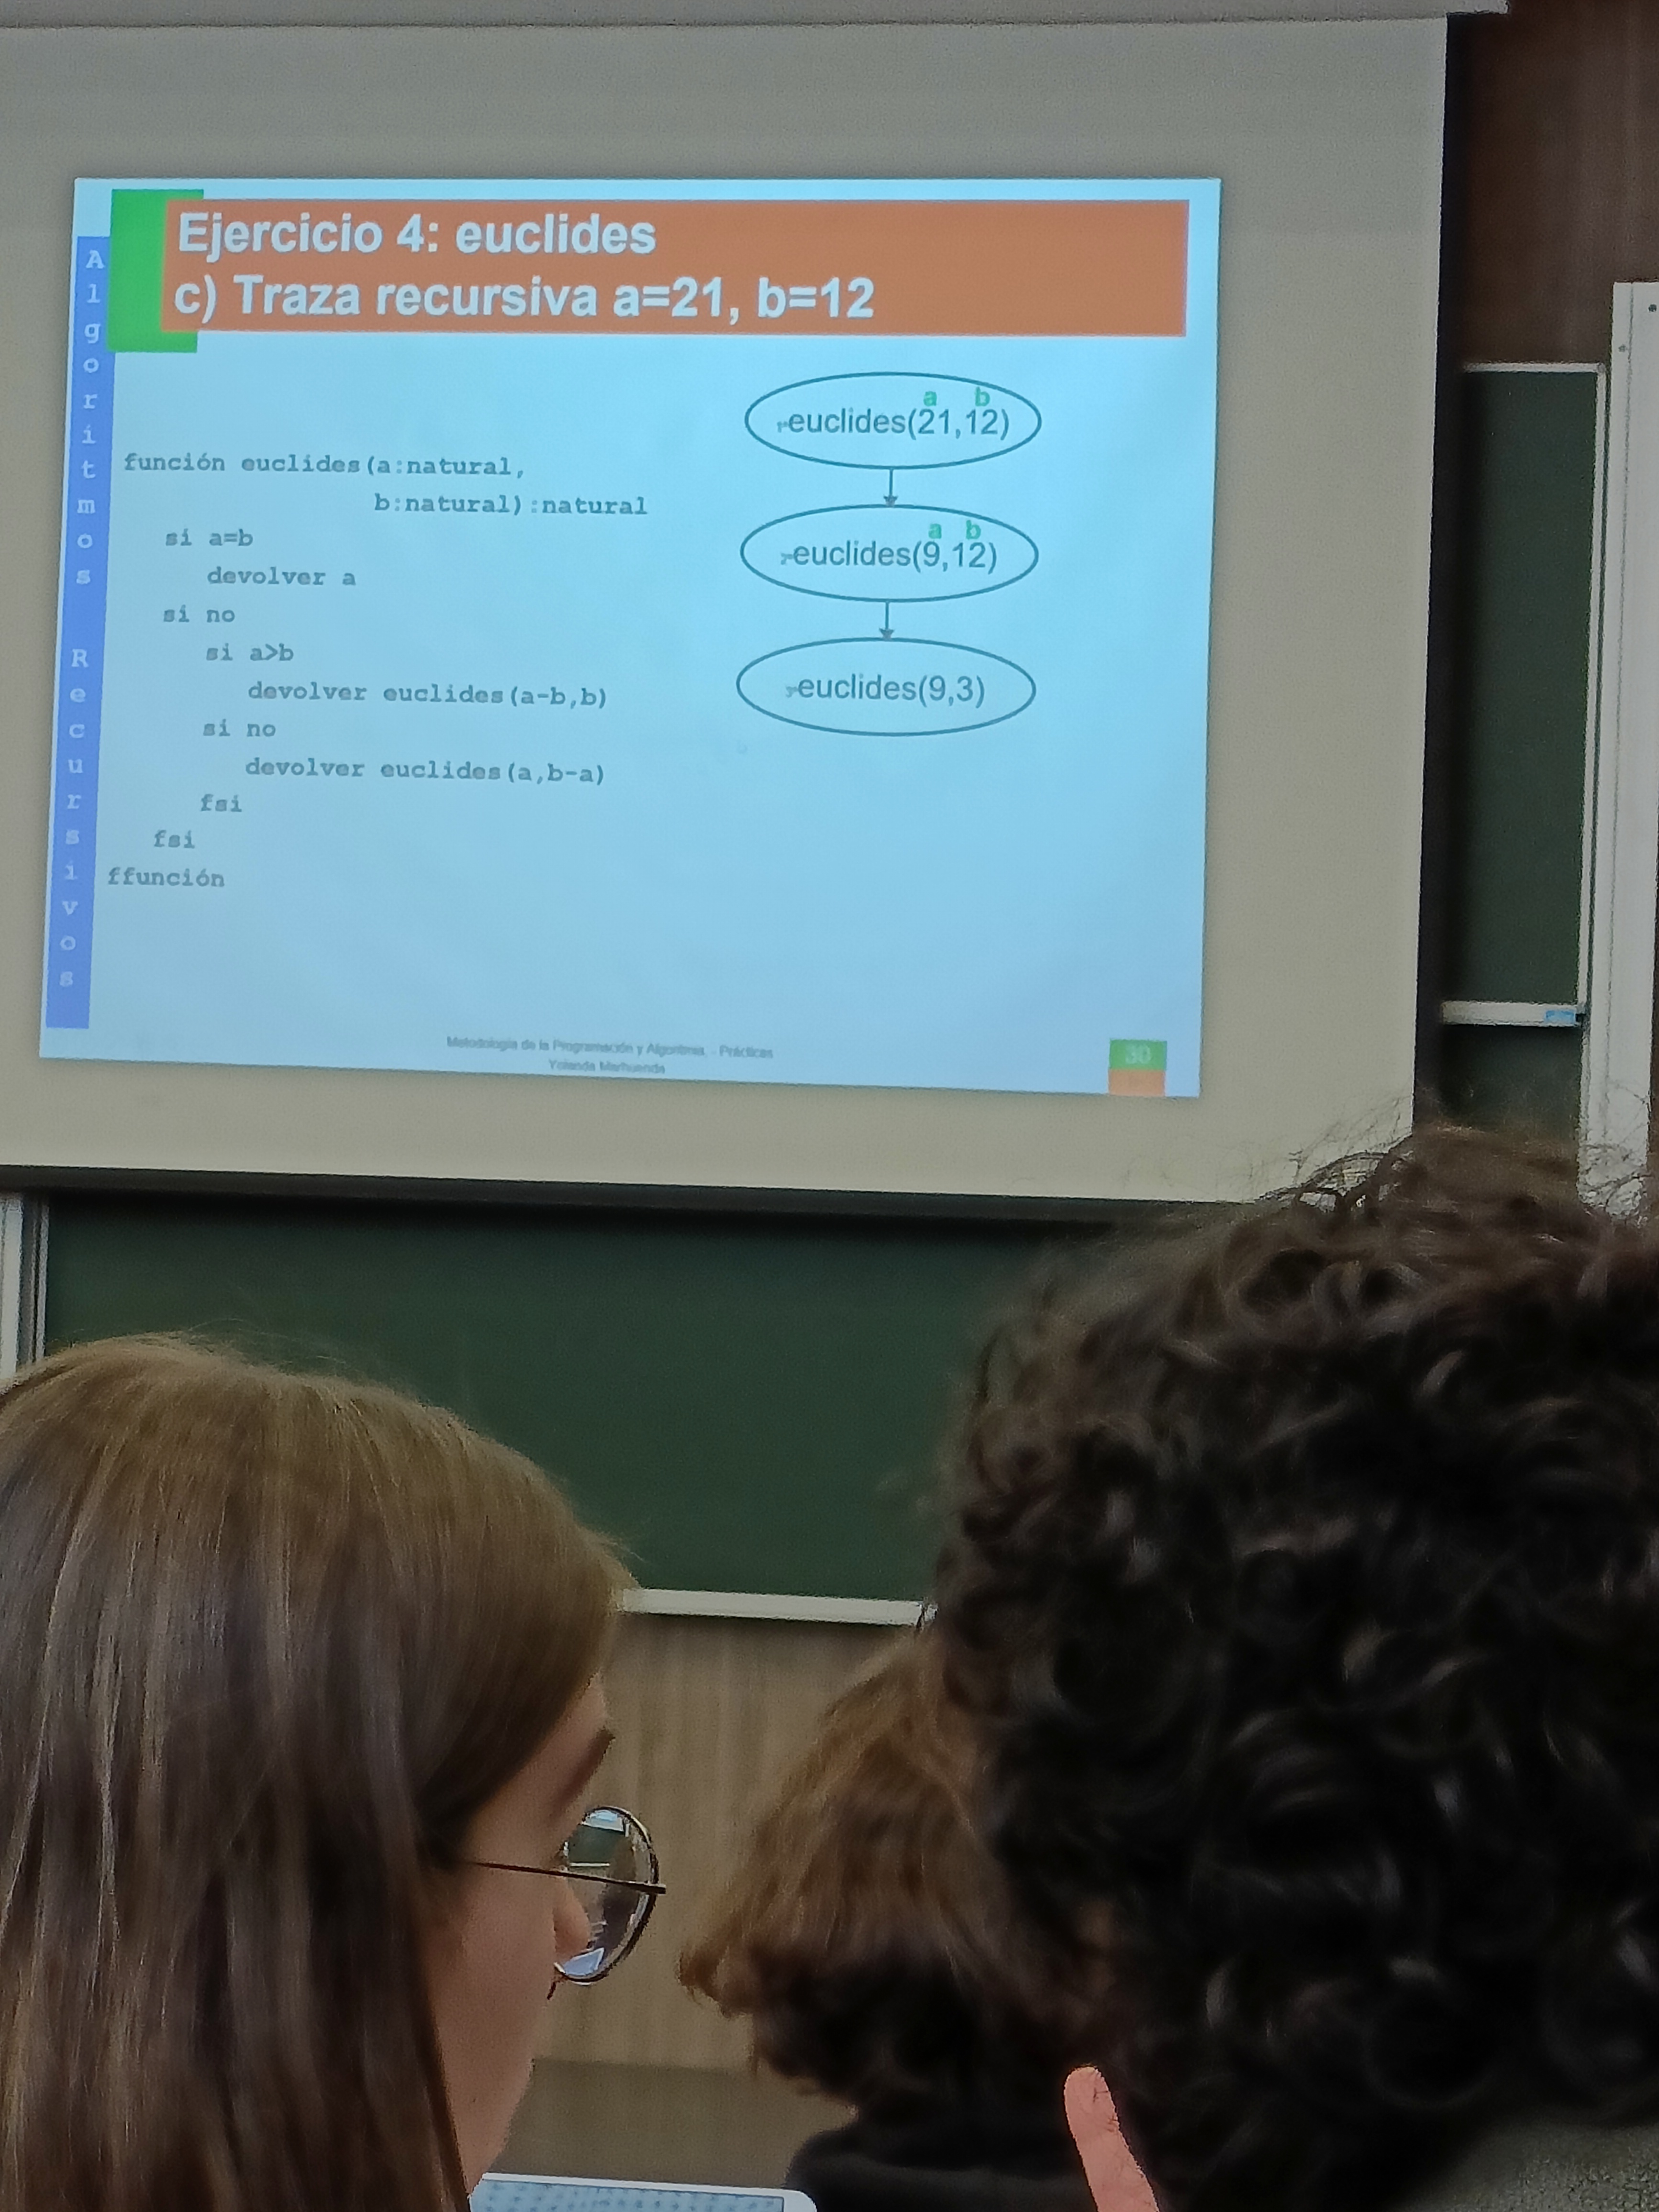 Ejercicio 4: euclides
c) Traza recursiva a=21, b=12
Algoritmos Recursivos
función euclides(a:natural,
b:natural):natural
si a=b
devolver a
si no
si a>b
devolver euclides(a-b,b)
si no
devolver euclides(a,b-a)
fsi
fsi
ffunción
a b
euclides(21,12)
a b
euclides(9,12)
euclides(9,3)
Metodología de la Programación y Algoritmia - Prácticas
Yolanda Marhuenda
30